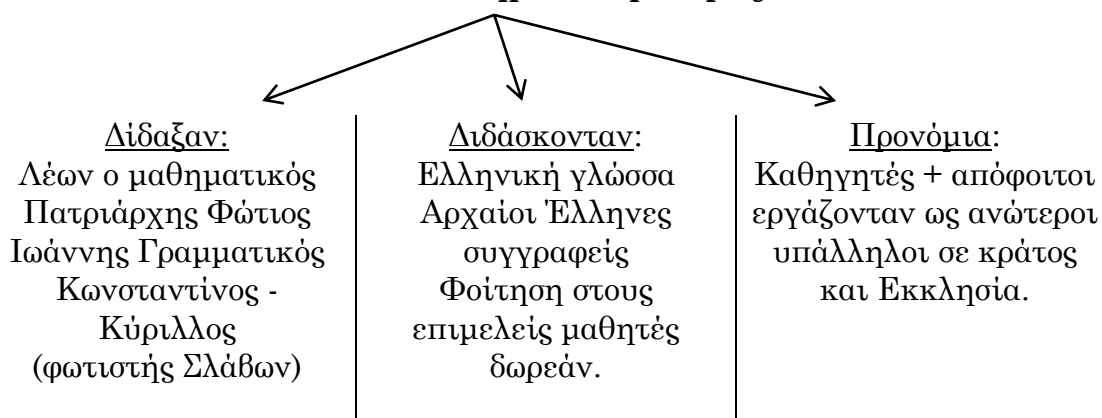 Δίδαξαν:
Λέων ο μαθηματικός
Πατριάρχης Φώτιος
Ιωάννης Γραμματικός
Κωνσταντίνος -
Κύριλλος
(φωτιστής Σλάβων)
Διδάσκονταν:
Ελληνική γλώσσα
Αρχαίοι Έλληνες
συγγραφείς
Φοίτηση στους
επιμελείς μαθητές
δωρεάν.
Προνόμια:
Καθηγητές + απόφοιτοι
εργάζονταν ως ανώτεροι
υπάλληλοι σε κράτος
και Εκκλησία.